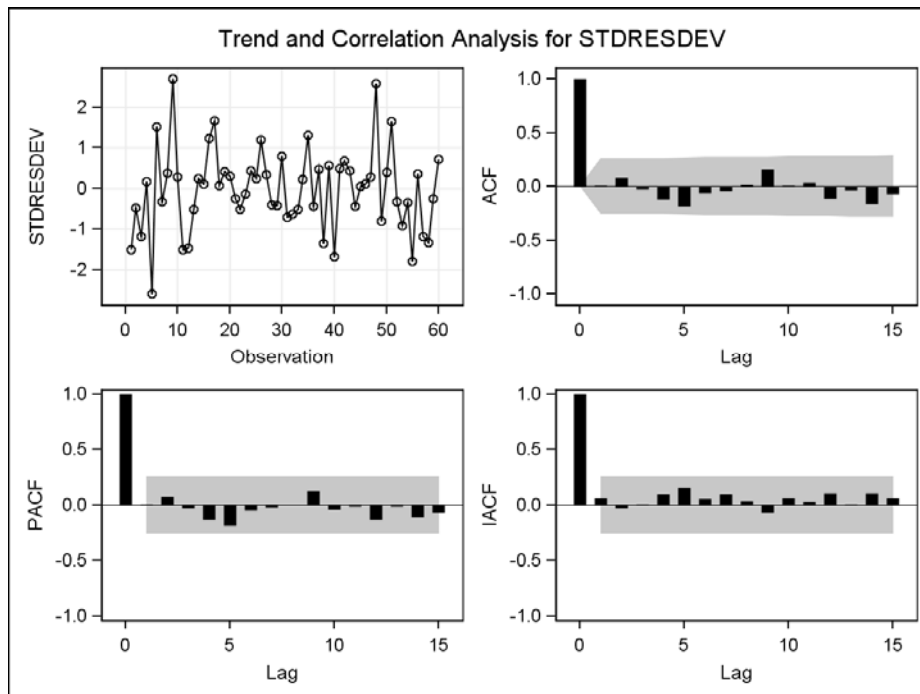 Trend and Correlation Analysis for STDRESDEV
STDRESDEV
2
1
0
-1
-2
0 10 20 30 40 50 60
Observation
ACF
1.0
0.5
0.0
-0.5
-1.0
0 5 10 15
Lag
PACF
1.0
0.5
0.0
-0.5
-1.0
0 5 10 15
Lag
IACF
1.0
0.5
0.0
-0.5
-1.0
0 5 10 15
Lag